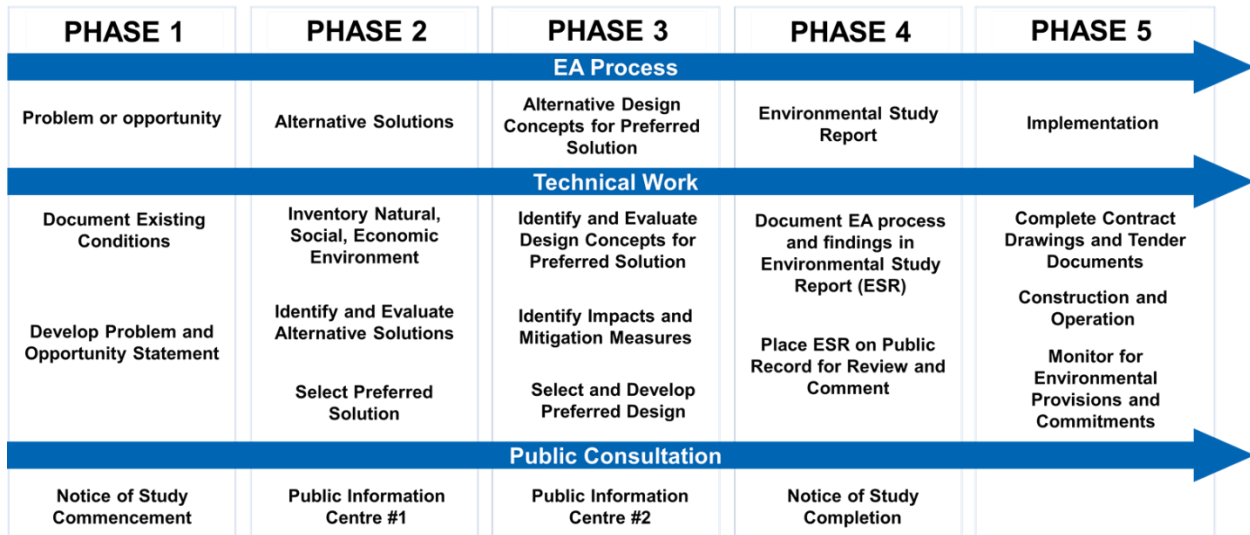 PHASE 1
PHASE 2
PHASE 3
PHASE 4
PHASE 5
EA Process
Problem or opportunity
Alternative Solutions
Alternative Design
Concepts for Preferred
Solution
Environmental Study
Report
Implementation
Technical Work
Document Existing
Conditions
Develop Problem and
Opportunity Statement
Inventory Natural,
Social, Economic
Environment
Identify and Evaluate
Alternative Solutions
Select Preferred
Solution
Identify and Evaluate
Design Concepts for
Preferred Solution
Identify Impacts and
Mitigation Measures
Select and Develop
Preferred Design
Document EA process
and findings in
Environmental Study
Report (ESR)
Place ESR on Public
Record for Review and
Comment
Complete Contract
Drawings and Tender
Documents
Construction and
Operation
Monitor for
Environmental
Provisions and
Commitments
Public Consultation
Notice of Study
Commencement
Public Information
Centre #1
Public Information
Centre #2
Notice of Study
Completion